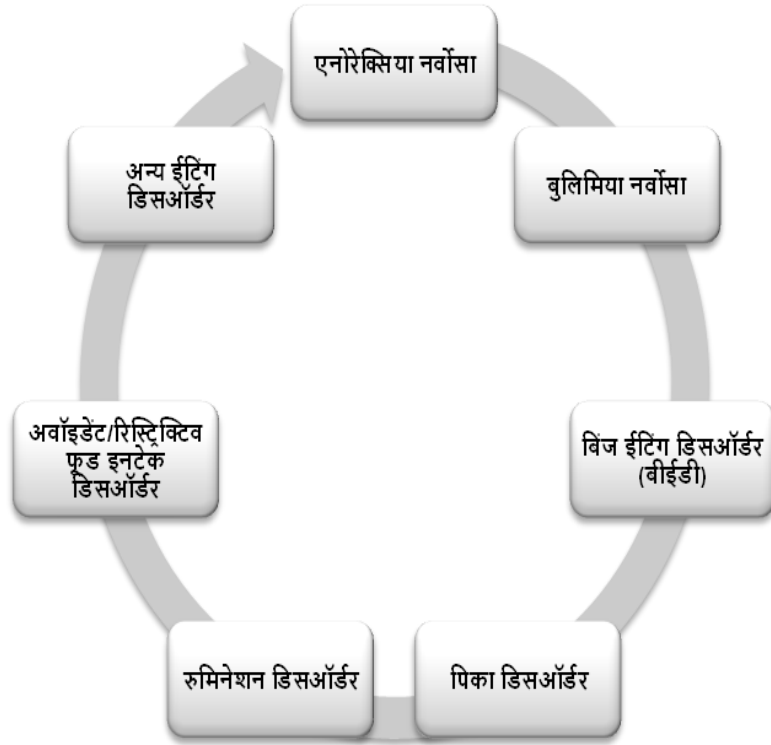 एनोरेक्सिया नर्वोसा
बुलिमिया नर्वोसा
विंज ईटिंग डिसऑर्डर
(वीईडी)
पिका डिसऑर्डर
रुमिनेशन डिसऑर्डर
अवॉइडेंट/रिस्ट्रिक्टिव
फूड इनटेक
डिसऑर्डर
अन्य ईटिंग
डिसऑर्डर